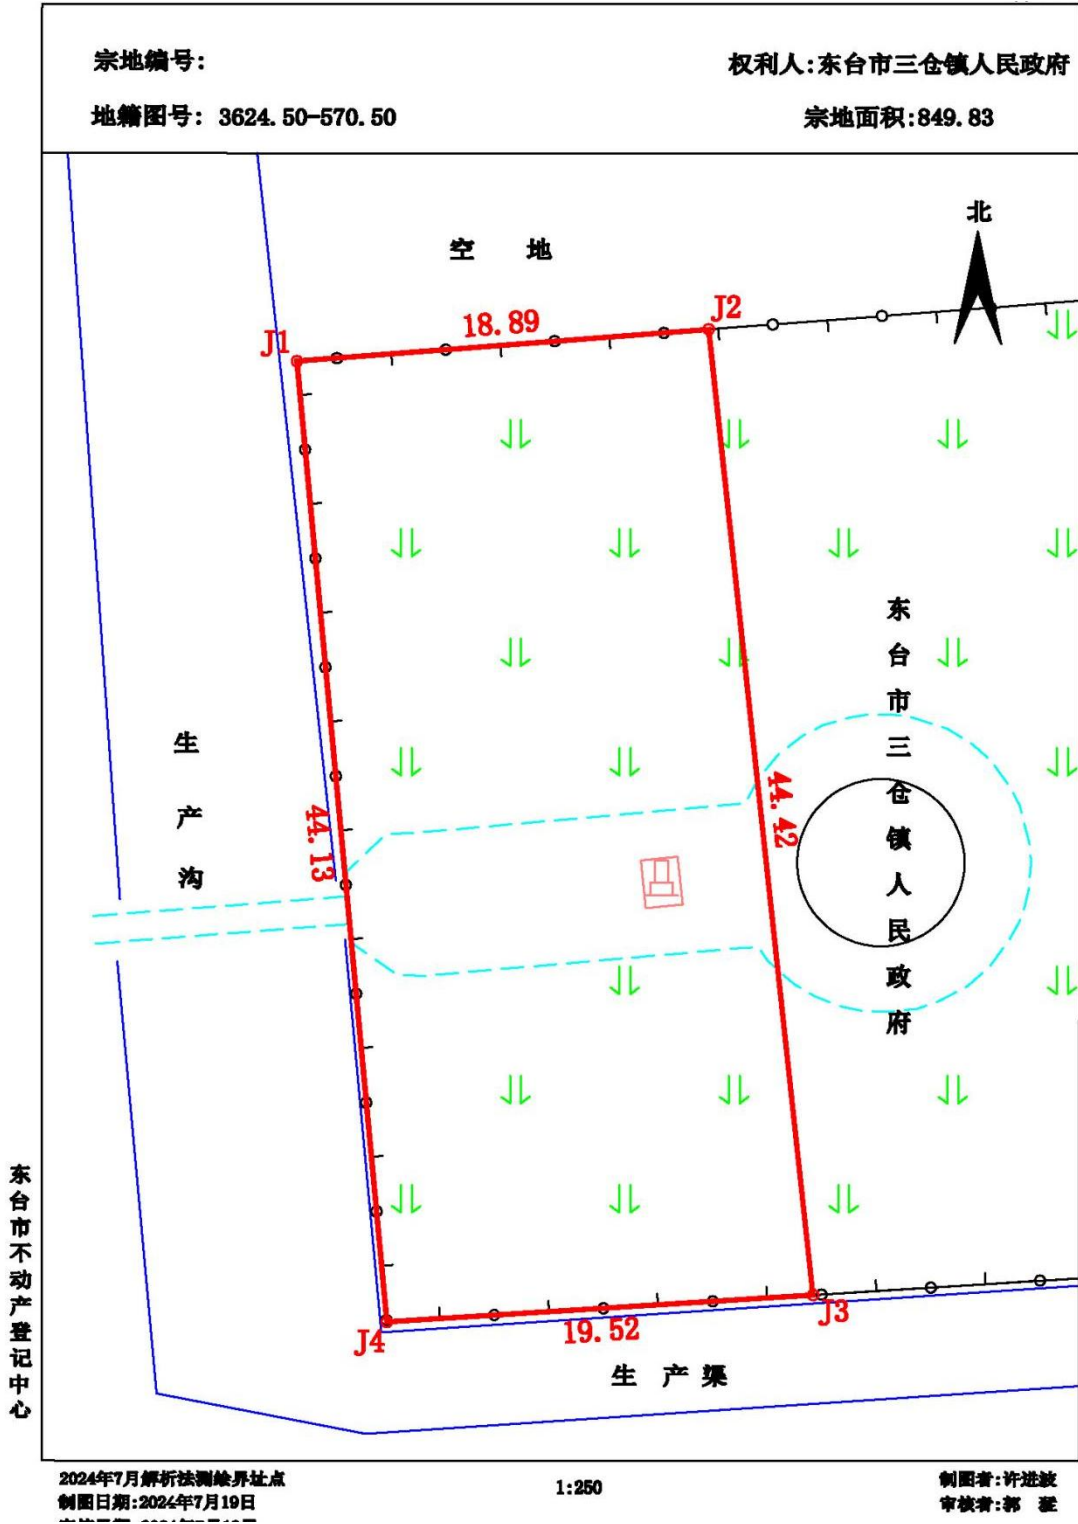 宗地编号:
权利人:东台市三仓镇人民政府
地籍图号: 3624.50-570.50
宗地面积:849.83
北
空 地
J1
18.89
J2
东台市三仓镇人民政府
生产沟
44.13
44.42
J4
19.52
J3
生 产 渠
东台市不动产登记中心
2024年7月解析法测绘界址点
1:250
制图者:许进波
制图日期:2024年7月19日
审核者:郭